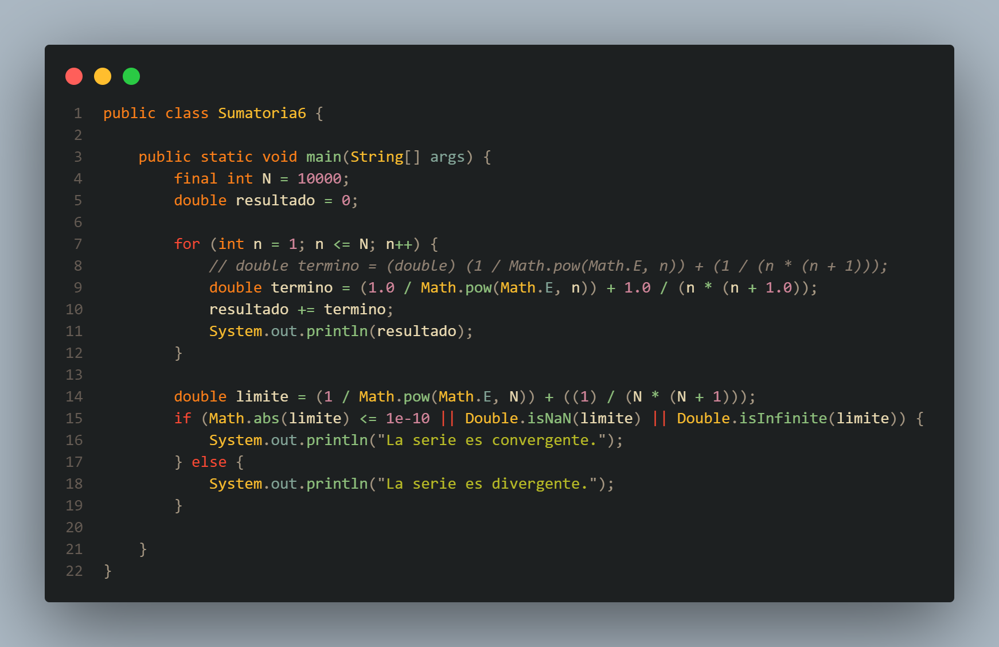 1 public class Sumatoria6 {
2
3     public static void main(String[] args) {
4         final int N = 10000;
5         double resultado = 0;
6
7         for (int n = 1; n <= N; n++) {
8             // double termino = (double) (1 / Math.pow(Math.E, n)) + (1 / (n * (n + 1)));
9             double termino = (1.0 / Math.pow(Math.E, n)) + 1.0 / (n * (n + 1.0));
10             resultado += termino;
11             System.out.println(resultado);
12         }
13
14         double limite = (1 / Math.pow(Math.E, N)) + ((1) / (N * (N + 1)));
15         if (Math.abs(limite) <= 1e-10 || Double.isNaN(limite) || Double.isInfinite(limite)) {
16             System.out.println("La serie es convergente.");
17         } else {
18             System.out.println("La serie es divergente.");
19         }
20
21     }
22 }